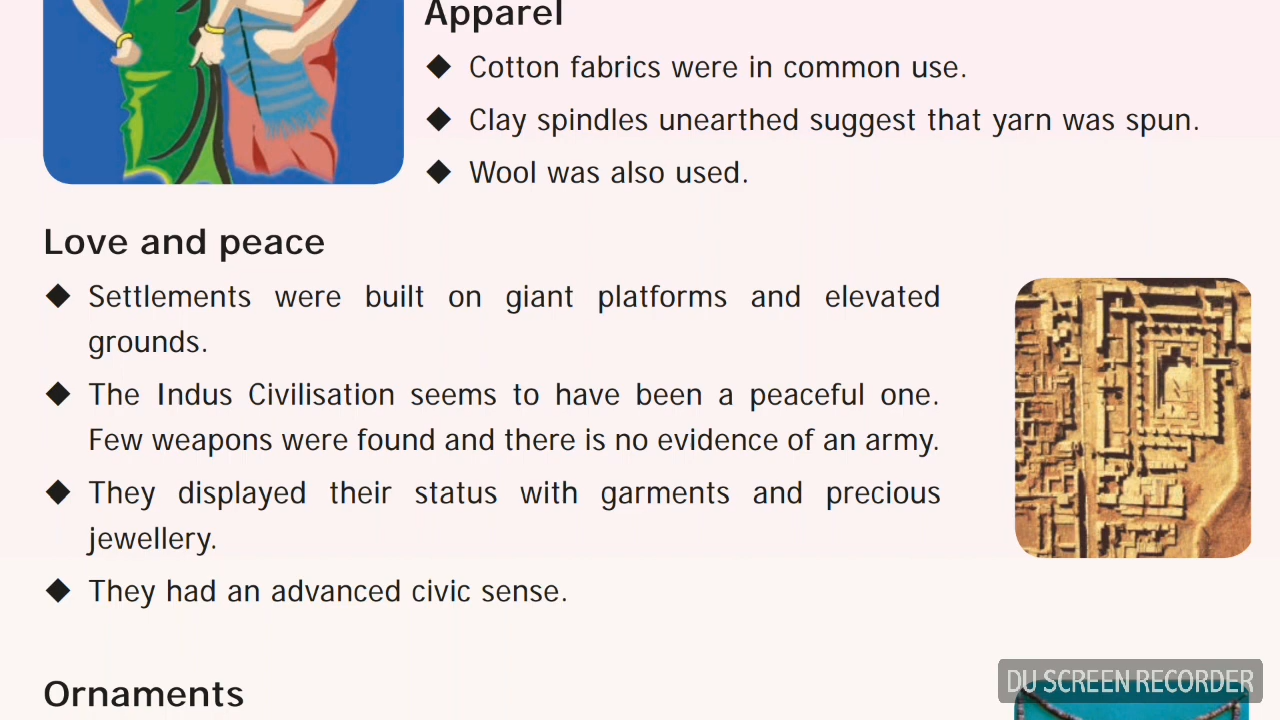 Apparel
◆ Cotton fabrics were in common use.
◆ Clay spindles unearthed suggest that yarn was spun.
◆ Wool was also used.
Love and peace
◆ Settlements were built on giant platforms and elevated
grounds.
◆ The Indus Civilisation seems to have been a peaceful one.
Few weapons were found and there is no evidence of an army.
◆ They displayed their status with garments and precious
jewellery.
◆ They had an advanced civic sense.
Ornaments
DU SCREEN RECORDER